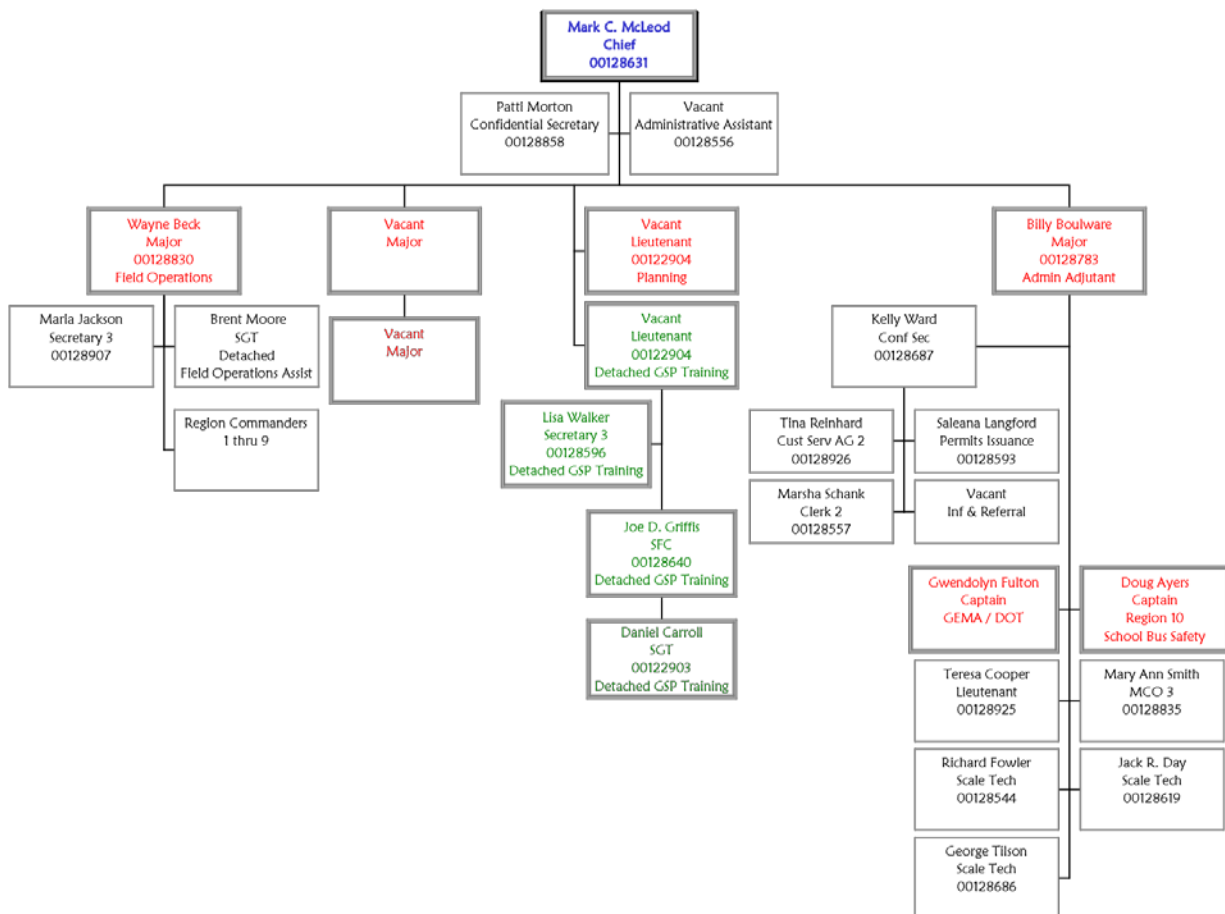 Mark C. McLeod
Chief
00128631
Patti Morton
Confidential Secretary
00128858
Vacant
Administrative Assistant
00128556
Wayne Beck
Major
00128830
Field Operations
Vacant
Major
Vacant
Lieutenant
00122904
Planning
Billy Boulware
Major
00128783
Admin Adjutant
Marla Jackson
Secretary 3
00128907
Brent Moore
SGT
Detached
Field Operations Assist
Vacant
Major
Vacant
Lieutenant
00122904
Detached GSP Training
Kelly Ward
Conf Sec
00128687
Region Commanders
1 thru 9
Lisa Walker
Secretary 3
00128596
Detached GSP Training
Tina Reinhard
Cust Serv AG 2
00128926
Saleana Langford
Permits Issuance
00128593
Marsha Schank
Clerk 2
00128557
Vacant
Inf & Referral
Joe D. Griffis
SFC
00128640
Detached GSP Training
Gwendolyn Fulton
Captain
GEMA / DOT
Doug Ayers
Captain
Region 10
School Bus Safety
Daniel Carroll
SGT
00122903
Detached GSP Training
Teresa Cooper
Lieutenant
00128925
Mary Ann Smith
MCO 3
00128835
Richard Fowler
Scale Tech
00128544
Jack R. Day
Scale Tech
00128619
George Tilson
Scale Tech
00128686